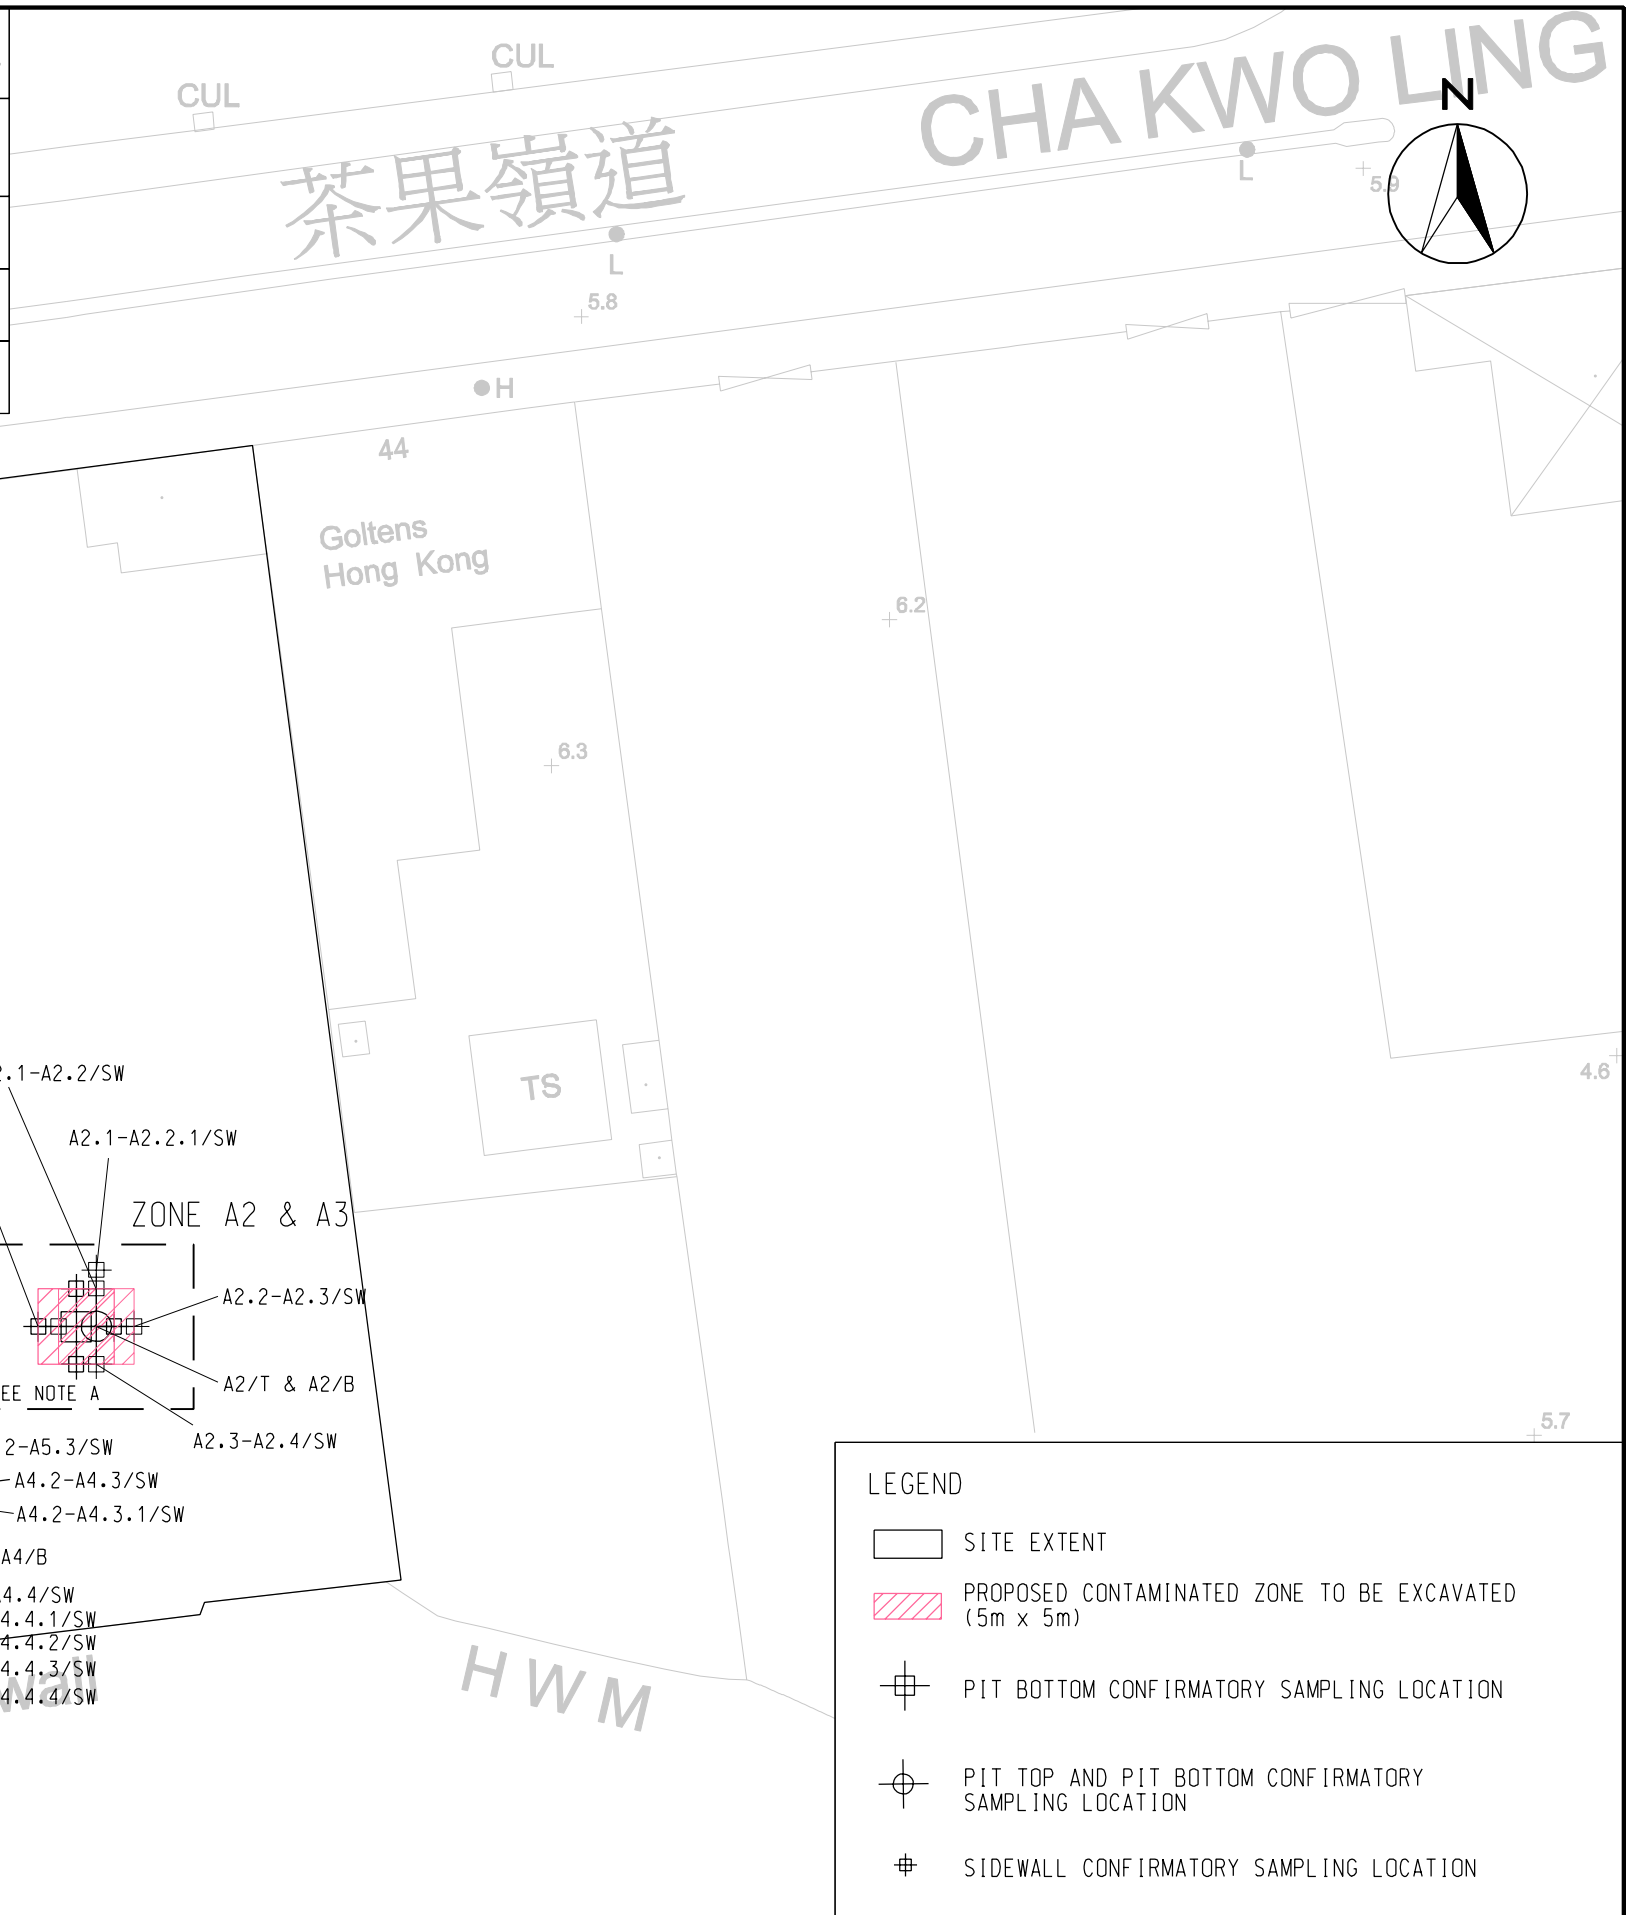 CUL
CUL
CHA KWO LING
茶果嶺道
N
L
5.9
L
5.8
H
44
Goltens
Hong Kong
6.2
6.3
4.6
TS
.1-A2.2/SW
A2.1-A2.2.1/SW
ZONE A2 & A3
A2.2-A2.3/SW
A2/T & A2/B
EE NOTE A
A2.3-A2.4/SW
2-A5.3/SW
A4.2-A4.3/SW
A4.2-A4.3.1/SW
A4/B
4.4/SW
4.4.1/SW
4.4.2/SW
4.4.3/SW
4.4.4/SW
wall
HWM
5.7
LEGEND
SITE EXTENT
PROPOSED CONTAMINATED ZONE TO BE EXCAVATED
(5m x 5m)
PIT BOTTOM CONFIRMATORY SAMPLING LOCATION
PIT TOP AND PIT BOTTOM CONFIRMATORY
SAMPLING LOCATION
SIDEWALL CONFIRMATORY SAMPLING LOCATION